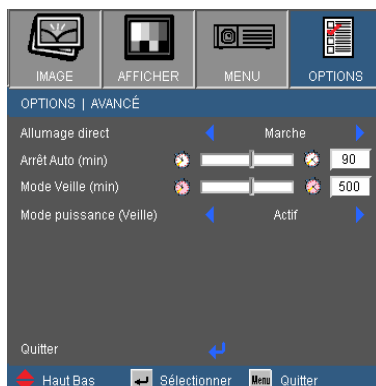 IMAGE AFFICHER MENU OPTIONS
OPTIONS | AVANCÉ
Allumage direct Marche
Arrêt Auto (min) 90
Mode Veille (min) 500
Mode puissance (Veille) Actif
Quitter
Haut Bas Sélectionner Menu Quitter